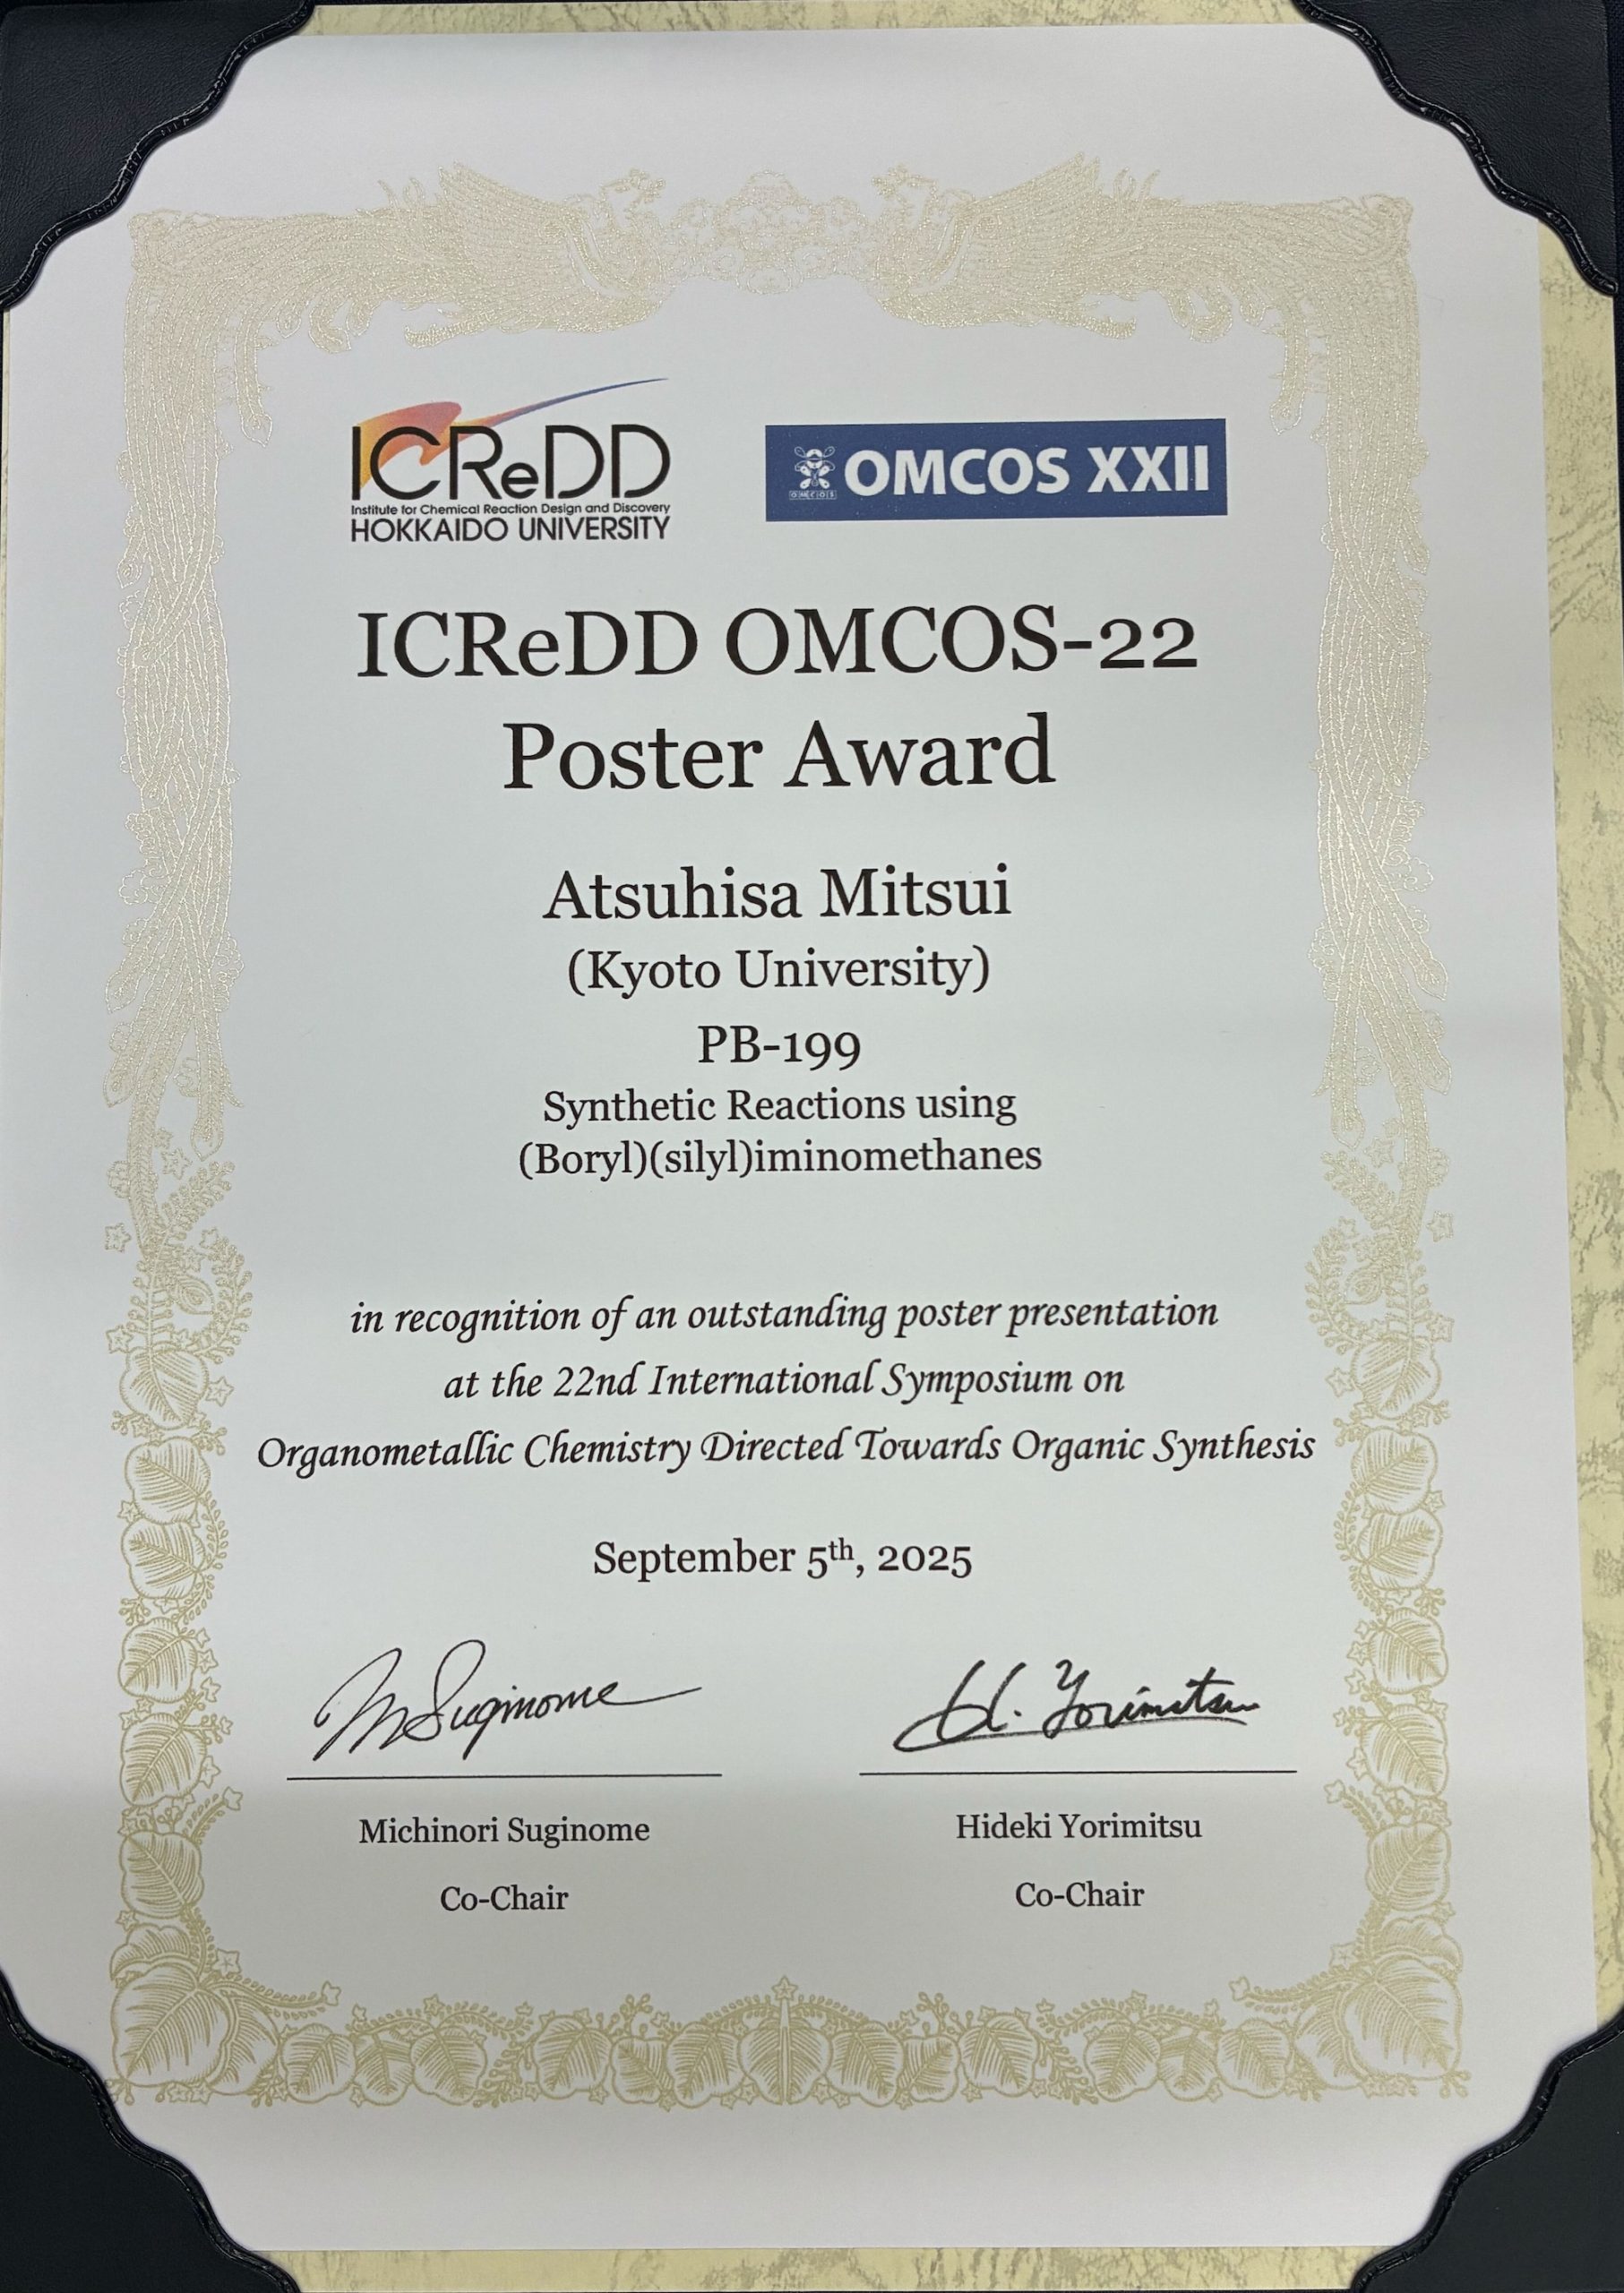 ICReDD
Institute for Chemical Reaction Design and Discovery
HOKKAIDO UNIVERSITY
OMCOS
OMCOS XXII
ICReDD OMCOS-22
Poster Award
Atsuhisa Mitsui
(Kyoto University)
PB-199
Synthetic Reactions using
(Boryl)(silyl)iminomethanes
in recognition of an outstanding poster presentation
at the 22nd International Symposium on
Organometallic Chemistry Directed Towards Organic Synthesis
September 5th, 2025
M Suginome
H. Yorimitsu
Michinori Suginome
Hideki Yorimitsu
Co-Chair
Co-Chair